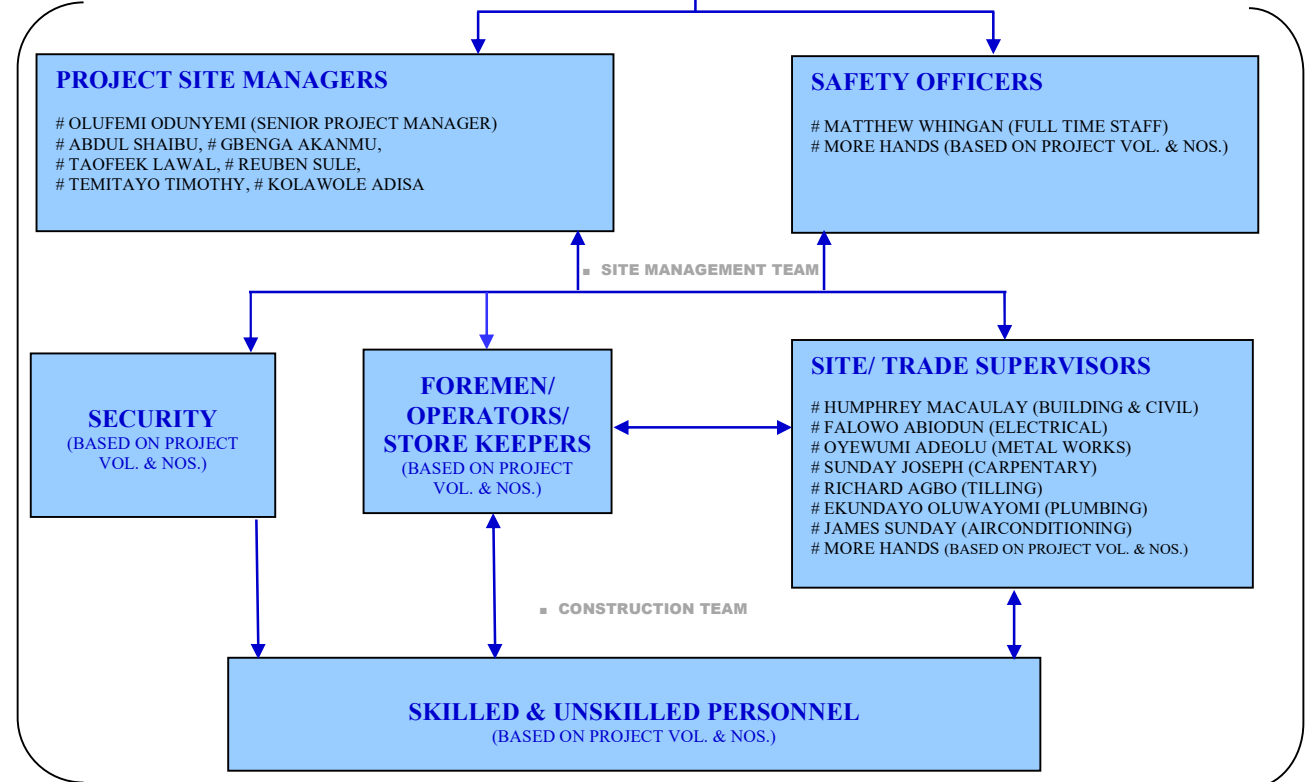 PROJECT SITE MANAGERS
# OLUFEMI ODUNYEMI (SENIOR PROJECT MANAGER)
# ABDUL SHAIBU, # GBENGA AKANMU,
# TAOFEEK LAWAL, # REUBEN SULE,
# TEMITAYO TIMOTHY, # KOLAWOLE ADISA
SAFETY OFFICERS
# MATTHEW WHINGAN (FULL TIME STAFF)
# MORE HANDS (BASED ON PROJECT VOL. & NOS.)
■ SITE MANAGEMENT TEAM
SECURITY
(BASED ON PROJECT
VOL. & NOS.)
FOREMEN/
OPERATORS/
STORE KEEPERS
(BASED ON PROJECT
VOL. & NOS.)
SITE/ TRADE SUPERVISORS
# HUMPHREY MACAULAY (BUILDING & CIVIL)
# FALOWO ABIODUN (ELECTRICAL)
# OYEWUMI ADEOLU (METAL WORKS)
# SUNDAY JOSEPH (CARPENTARY)
# RICHARD AGBO (TILLING)
# EKUNDAYO OLUWAYOMI (PLUMBING)
# JAMES SUNDAY (AIRCONDITIONING)
# MORE HANDS (BASED ON PROJECT VOL. & NOS.)
■ CONSTRUCTION TEAM
SKILLED & UNSKILLED PERSONNEL
(BASED ON PROJECT VOL. & NOS.)